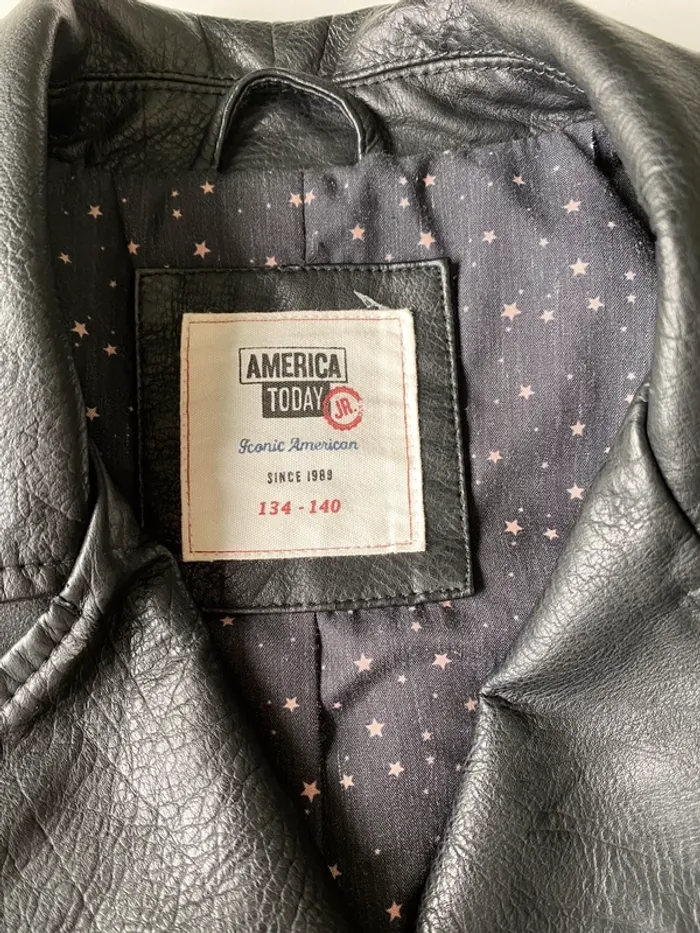 AMERICA
TODAY JR.
Iconic American
SINCE 1989
134 - 140